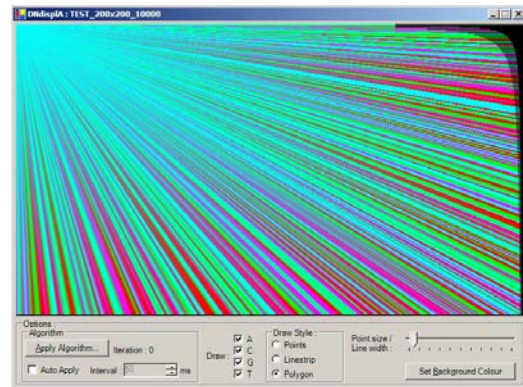 DNdisplA : TEST_200x200_10000
Options :
Algorithm
Apply Algorithm...
Iteration : 0
Auto Apply
Interval : 50 ms
Draw :
A
C
G
T
Draw Style :
Points
Linestrip
Polygon
Point size /
Line width :
Set Background Colour